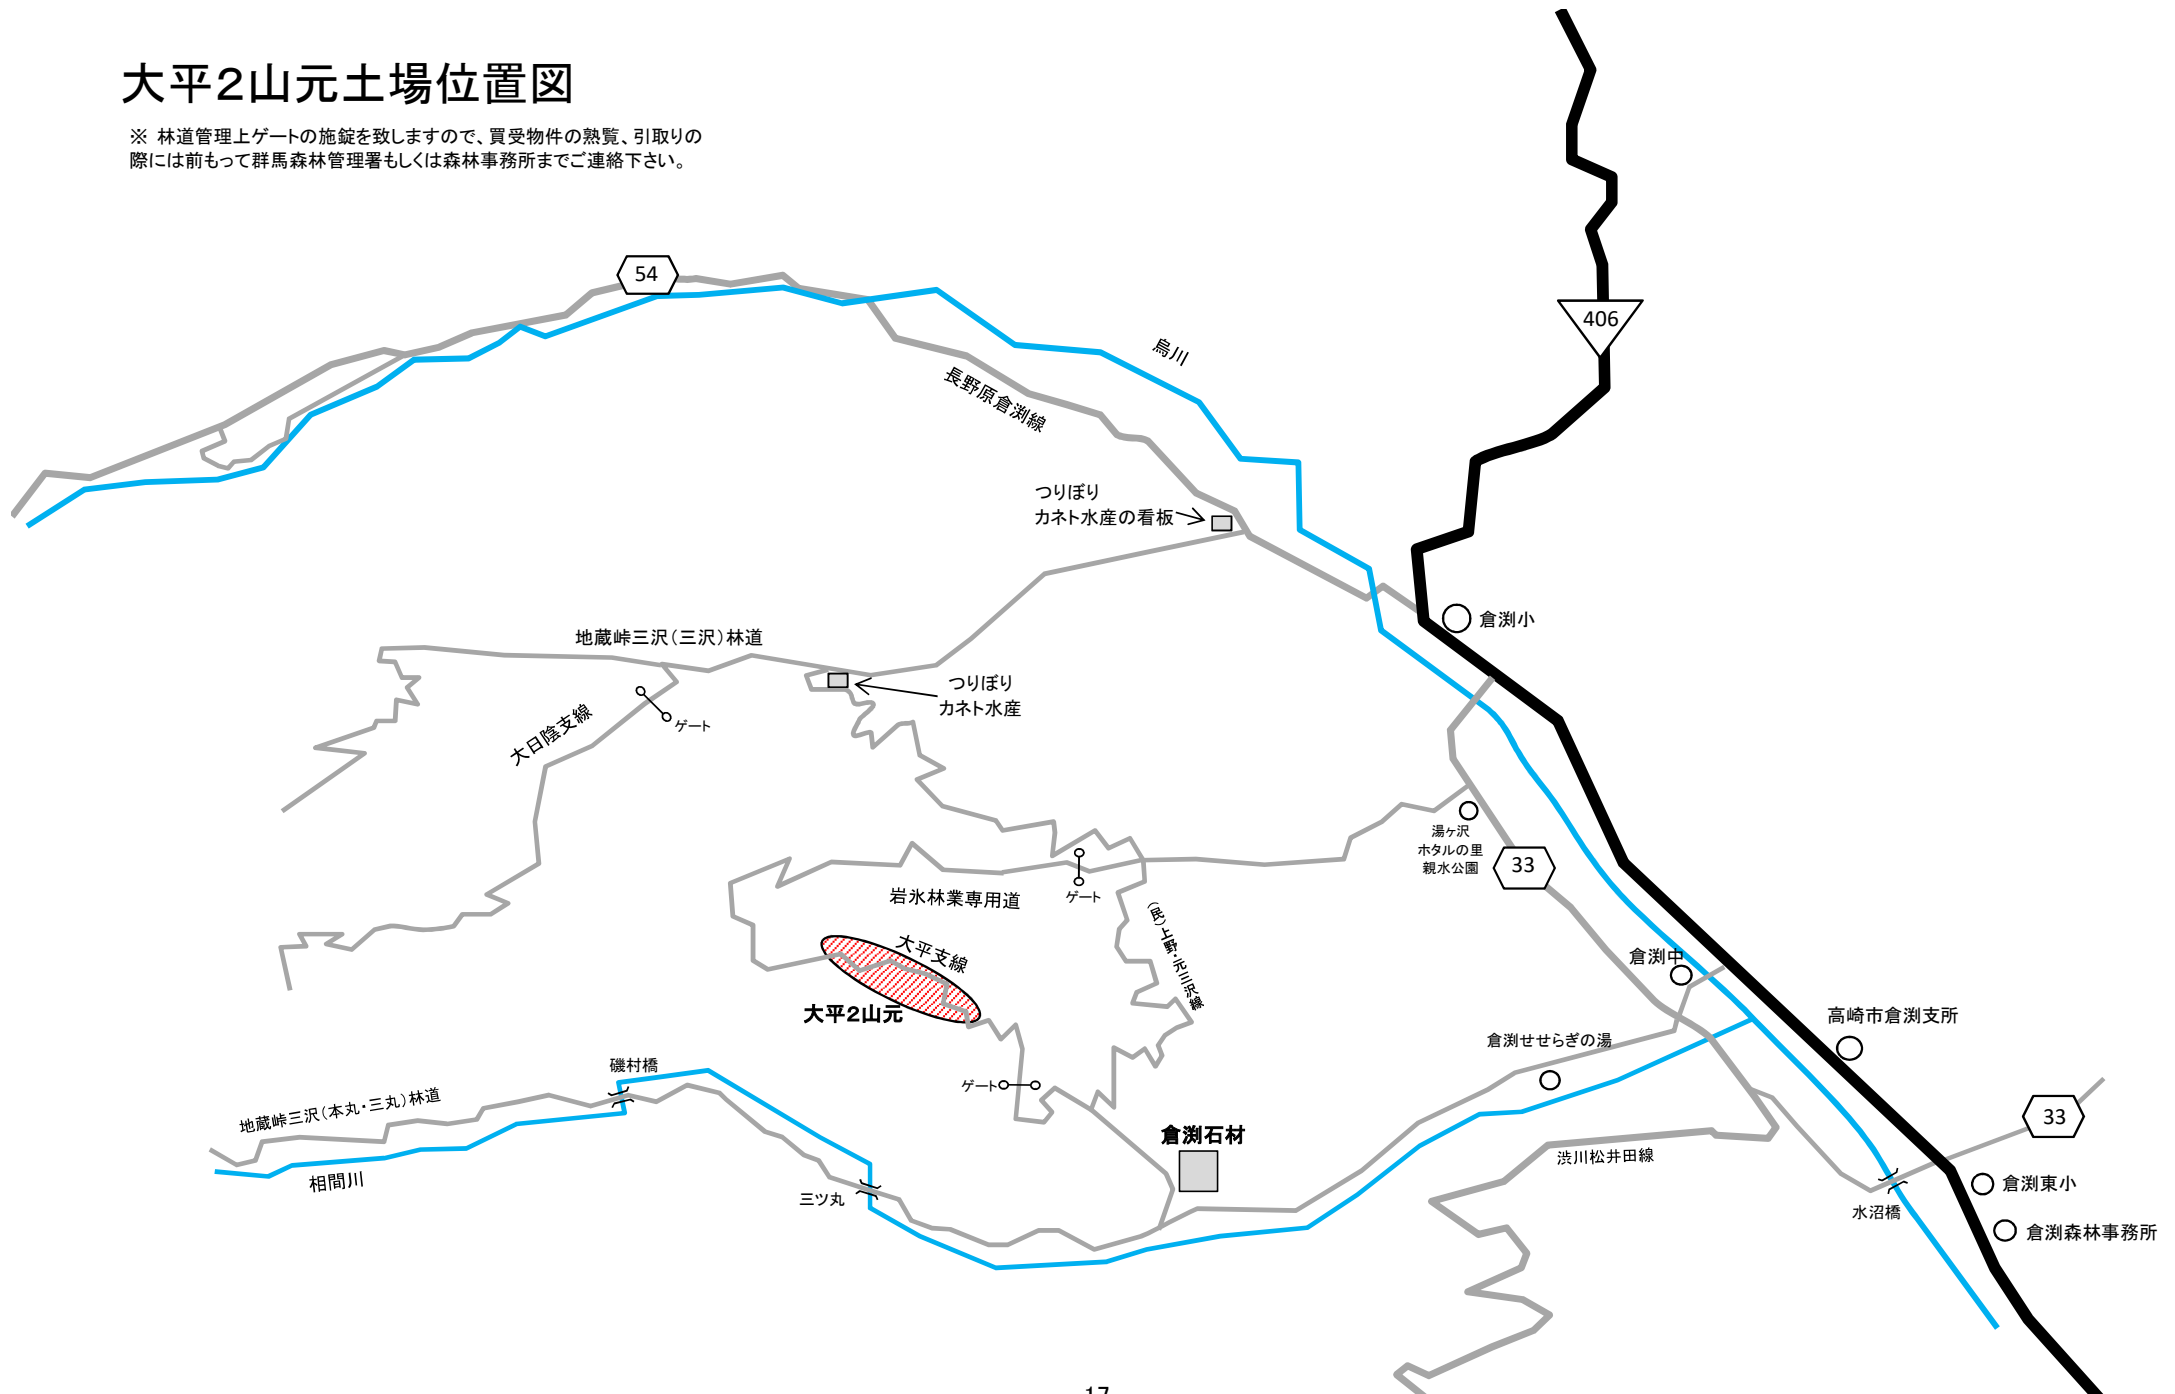 大平2山元土場位置図
※ 林道管理上ゲートの施錠を致しますので、買受物件の熟覧、引取りの
際には前もって群馬森林管理署もしくは森林事務所までご連絡下さい。
54
406
烏川
長野原倉渕線
つりぼり
カネト水産の看板
倉渕小
地蔵峠三沢(三沢)林道
つりぼり
カネト水産
ゲート
大日陰支線
湯ヶ沢
ホタルの里
親水公園
33
ゲート
岩氷林業専用道
(民)上野・元三沢線
大平支線
大平2山元
倉渕中
高崎市倉渕支所
倉渕せせらぎの湯
磯村橋
ゲート
地蔵峠三沢(本丸・三丸)林道
33
倉渕石材
渋川松井田線
相間川
三ツ丸
倉渕東小
水沼橋
倉渕森林事務所